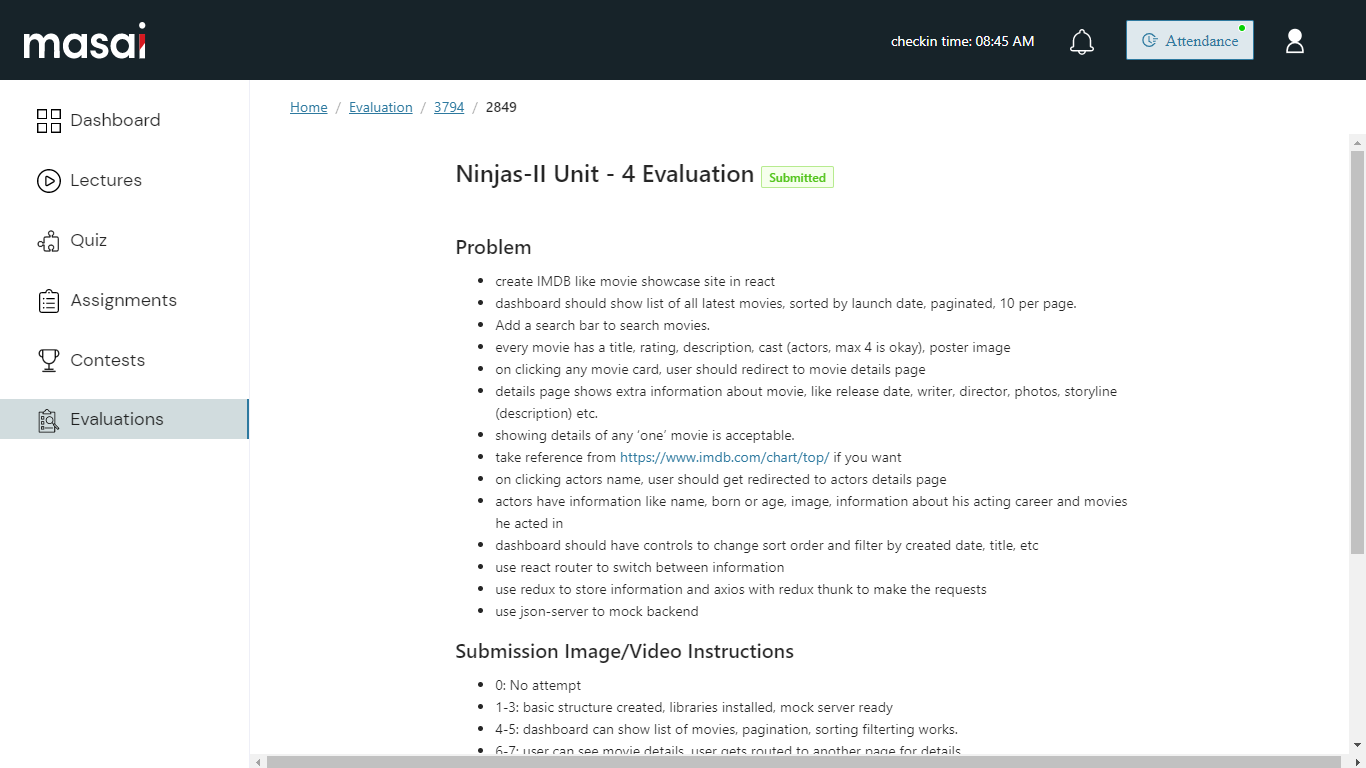 masai
checkin time: 08:45 AM
Attendance
Dashboard
Lectures
Quiz
Assignments
Contests
Evaluations
Home / Evaluation / 3794 / 2849
Ninjas-II Unit - 4 Evaluation Submitted
Problem
create IMDB like movie showcase site in react
dashboard should show list of all latest movies, sorted by launch date, paginated, 10 per page.
Add a search bar to search movies.
every movie has a title, rating, description, cast (actors, max 4 is okay), poster image
on clicking any movie card, user should redirect to movie details page
details page shows extra information about movie, like release date, writer, director, photos, storyline
(description) etc.
showing details of any ‘one’ movie is acceptable.
take reference from https://www.imdb.com/chart/top/ if you want
on clicking actors name, user should get redirected to actors details page
actors have information like name, born or age, image, information about his acting career and movies
he acted in
dashboard should have controls to change sort order and filter by created date, title, etc
use react router to switch between information
use redux to store information and axios with redux thunk to make the requests
use json-server to mock backend
Submission Image/Video Instructions
0: No attempt
1-3: basic structure created, libraries installed, mock server ready
4-5: dashboard can show list of movies, pagination, sorting filterting works.
6-7: user can see movie details, user gets routed to another page for details